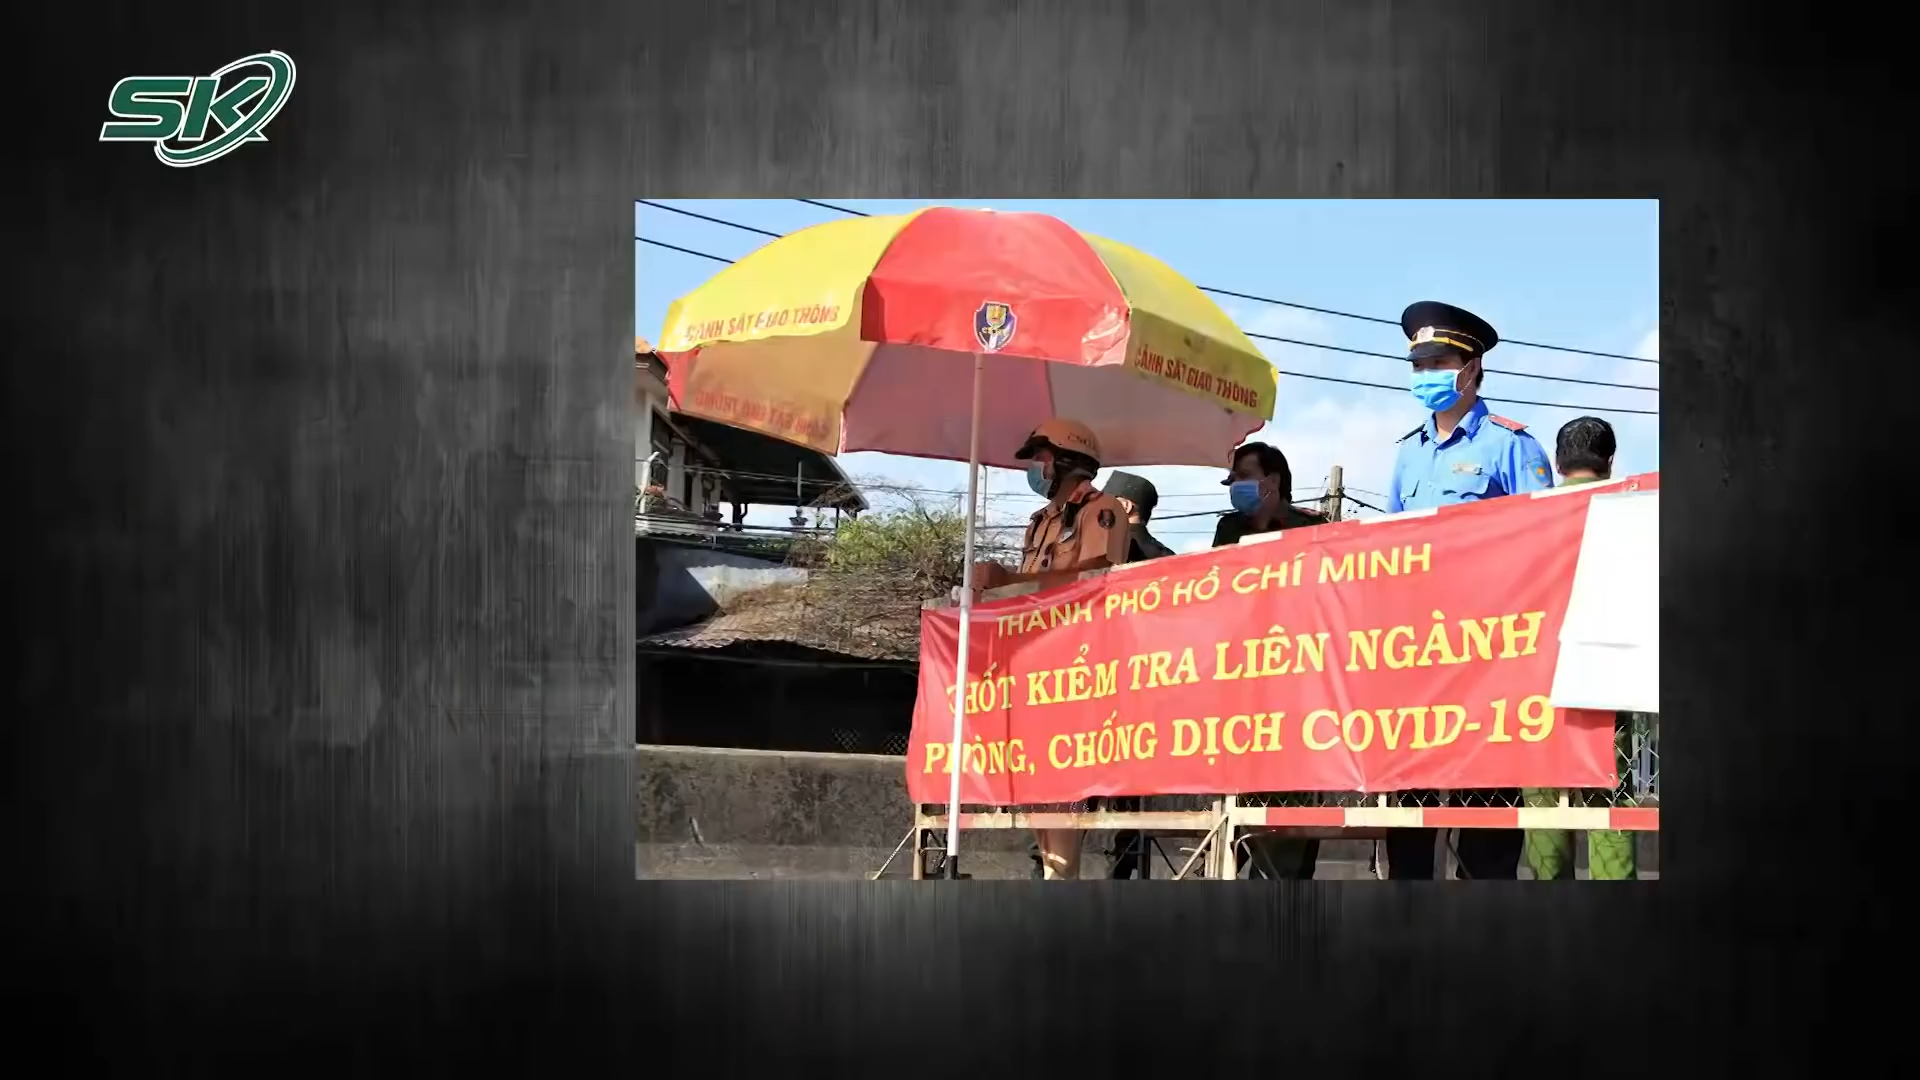 SK
CẢNH SÁT GIAO THÔNG
CẢNH SÁT GIAO THÔNG
THÀNH PHỐ HỒ CHÍ MINH
CHỐT KIỂM TRA LIÊN NGÀNH
PHÒNG, CHỐNG DỊCH COVID-19